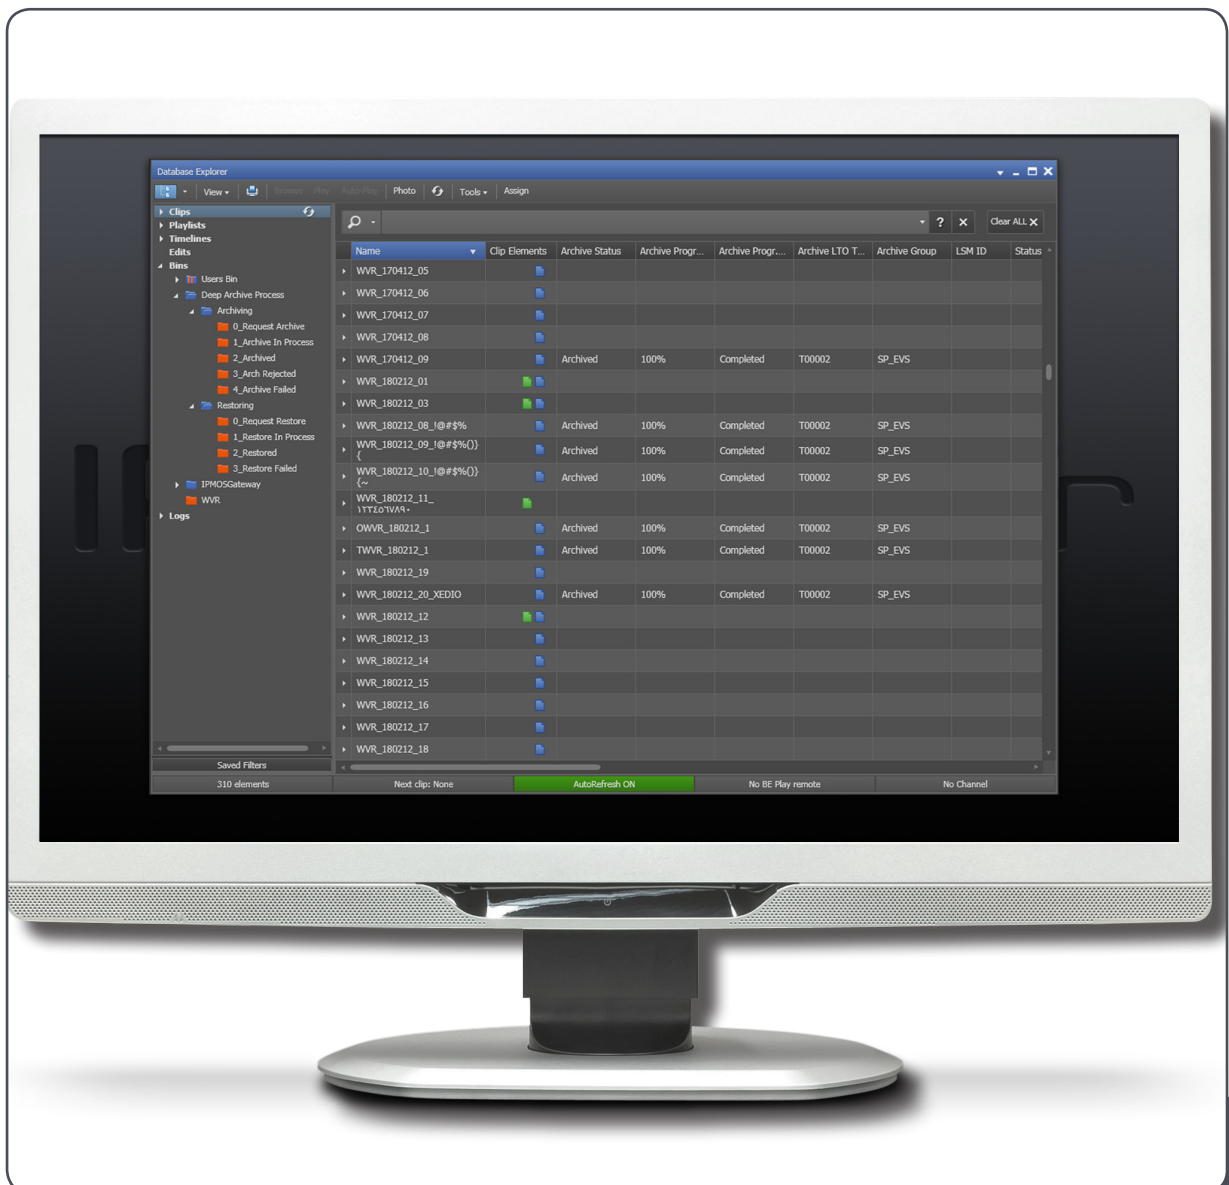 Database Explorer
View
Browse Play Auto-Play Photo Tools Assign
Clips
Playlists
Timelines
Edits
Bins
Users Bin
Deep Archive Process
Archiving
0_Request Archive
1_Archive In Process
2_Archived
3_Arch Rejected
4_Archive Failed
Restoring
0_Request Restore
1_Restore In Process
2_Restored
3_Restore Failed
IPMOSGateway
WVR
Logs
Saved Filters
? X Clear ALL X
Name Clip Elements Archive Status Archive Progr... Archive Progr.... Archive LTO T... Archive Group LSM ID Status
WVR_170412_05
WVR_170412_06
WVR_170412_07
WVR_170412_08
WVR_170412_09 Archived 100% Completed T00002 SP_EVS
WVR_180212_01
WVR_180212_03
WVR_180212_08_!@#$% Archived 100% Completed T00002 SP_EVS
WVR_180212_09_!@#$%()}
{ Archived 100% Completed T00002 SP_EVS
WVR_180212_10_!@#$%()}
{~ Archived 100% Completed T00002 SP_EVS
WVR_180212_11_
١٢٣٤٥٦٧٨٩٠
OWVR_180212_1 Archived 100% Completed T00002 SP_EVS
TWVR_180212_1 Archived 100% Completed T00002 SP_EVS
WVR_180212_19
WVR_180212_20_XEDIO Archived 100% Completed T00002 SP_EVS
WVR_180212_12
WVR_180212_13
WVR_180212_14
WVR_180212_15
WVR_180212_16
WVR_180212_17
WVR_180212_18
310 elements Next clip: None AutoRefresh ON No BE Play remote No Channel